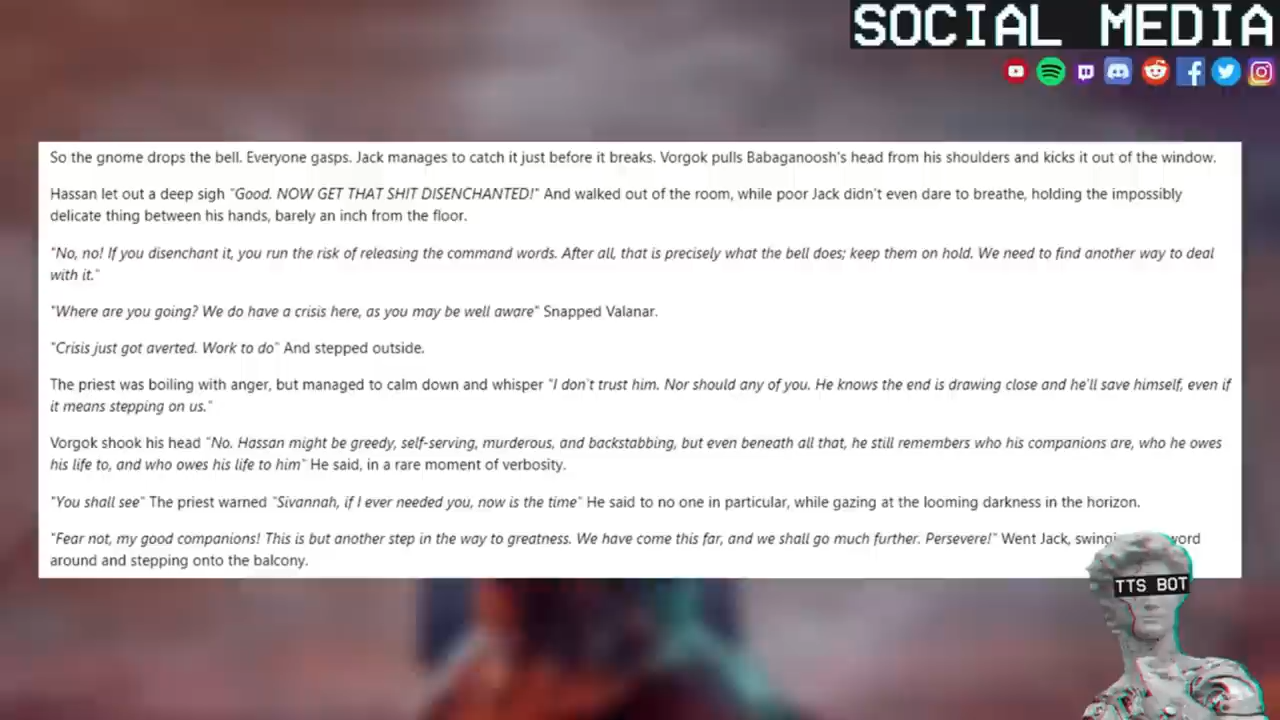 SOCIAL MEDIA
So the gnome drops the bell. Everyone gasps. Jack manages to catch it just before it breaks. Vorgok pulls Babaganoosh's head from his shoulders and kicks it out of the window.
Hassan let out a deep sigh "Good. NOW GET THAT SHIT DISENCHANTED!" And walked out of the room, while poor Jack didn't even dare to breathe, holding the impossibly
delicate thing between his hands, barely an inch from the floor.
"No, no! If you disenchant it, you run the risk of releasing the command words. After all, that is precisely what the bell does; keep them on hold. We need to find another way to deal
with it."
"Where are you going? We do have a crisis here, as you may be well aware" Snapped Valanar.
"Crisis just got averted. Work to do" And stepped outside.
The priest was boiling with anger, but managed to calm down and whisper "I don't trust him. Nor should any of you. He knows the end is drawing close and he'll save himself, even if
it means stepping on us."
Vorgok shook his head "No. Hassan might be greedy, self-serving, murderous, and backstabbing, but even beneath all that, he still remembers who his companions are, who he owes
his life to, and who owes his life to him" He said, in a rare moment of verbosity.
"You shall see" The priest warned "Sivannah, if I ever needed you, now is the time" He said to no one in particular, while gazing at the looming darkness in the horizon.
"Fear not, my good companions! This is but another step in the way to greatness. We have come this far, and we shall go much further. Persevere!" Went Jack,
around and stepping onto the balcony.
TTS BOT